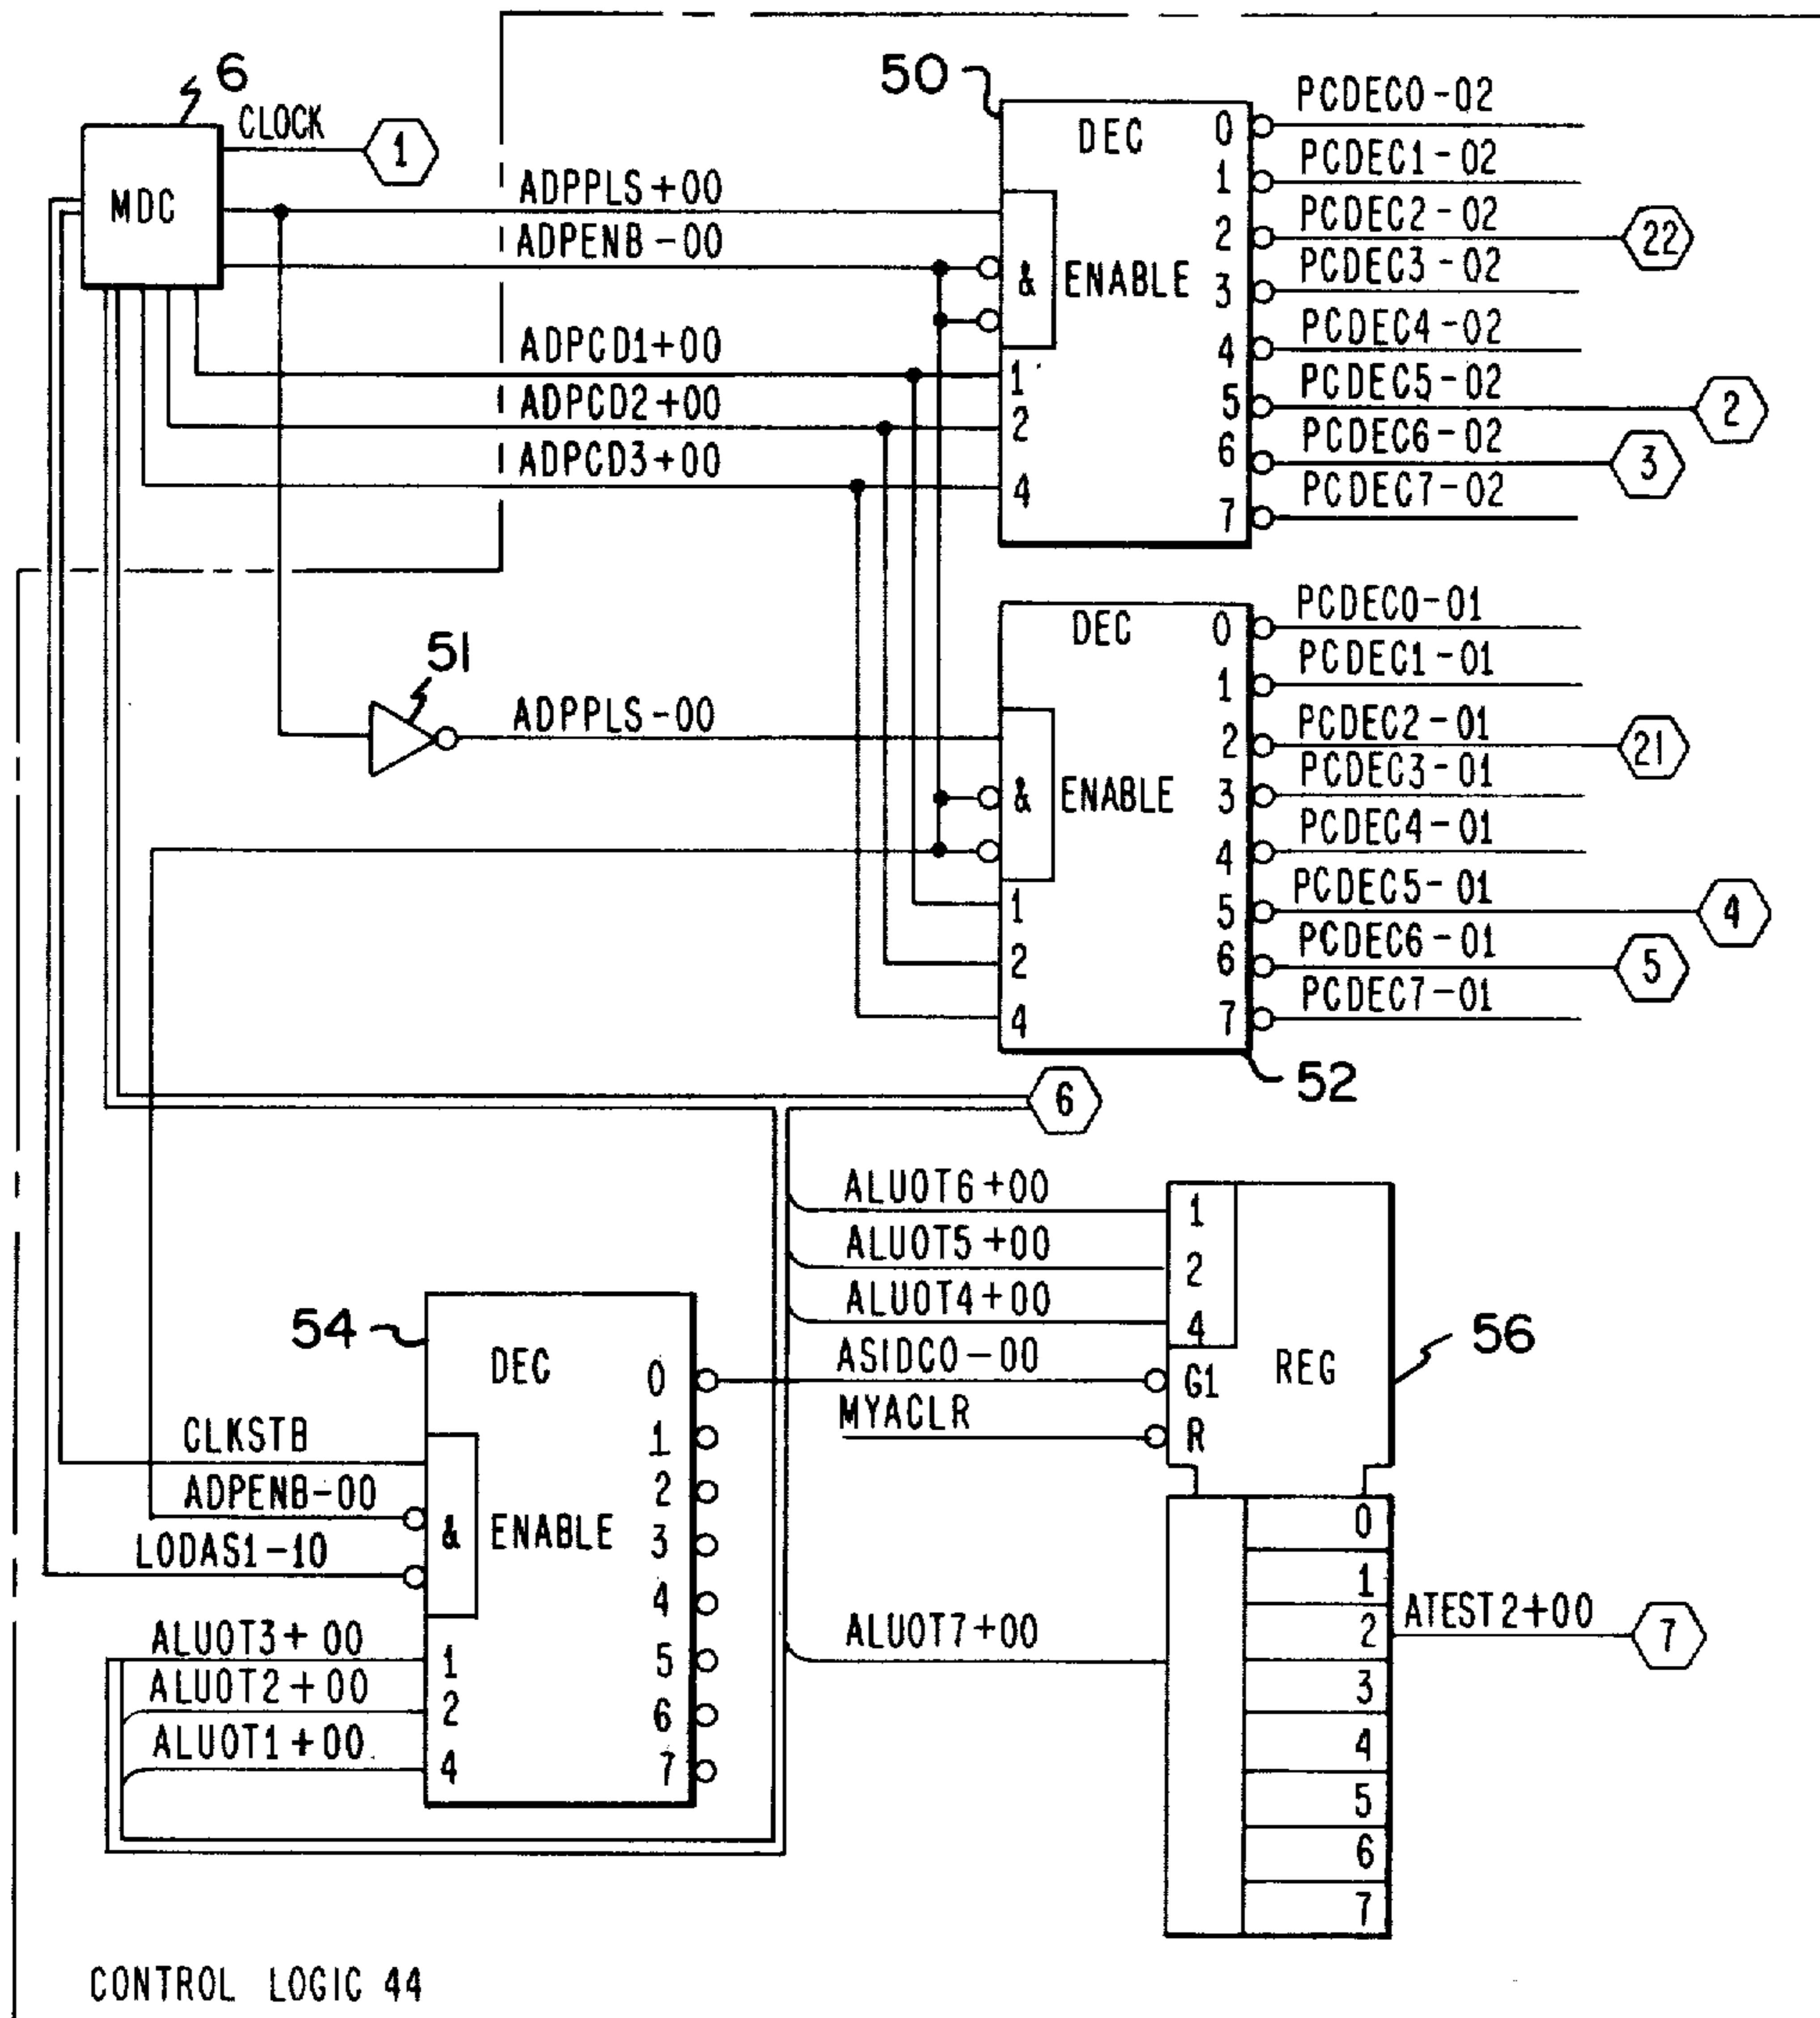 6
CLOCK
1
MDC
50
DEC
ADPPLS+00
ADPENB-00
&
ENABLE
ADPCD1+00
1
ADPCD2+00
2
ADPCD3+00
4
0
PCDEC0-02
1
PCDEC1-02
2
PCDEC2-02
22
3
PCDEC3-02
4
PCDEC4-02
5
PCDEC5-02
2
6
PCDEC6-02
3
7
PCDEC7-02
51
ADPPLS-00
DEC
&
ENABLE
1
2
4
0
PCDEC0-01
1
PCDEC1-01
2
PCDEC2-01
21
3
PCDEC3-01
4
PCDEC4-01
5
PCDEC5-01
4
6
PCDEC6-01
5
7
PCDEC7-01
52
6
54
DEC
CLKSTB
ADPENB-00
LODAS1-10
&
ENABLE
ALUOT3+00
1
ALUOT2+00
2
ALUOT1+00
4
0
1
2
3
4
5
6
7
ALUOT6+00
1
ALUOT5+00
2
ALUOT4+00
4
ASIDC0-00
G1
MYACLR
R
REG
56
ALUOT7+00
0
1
2
3
4
5
6
7
ATEST2+00
7
CONTROL LOGIC 44